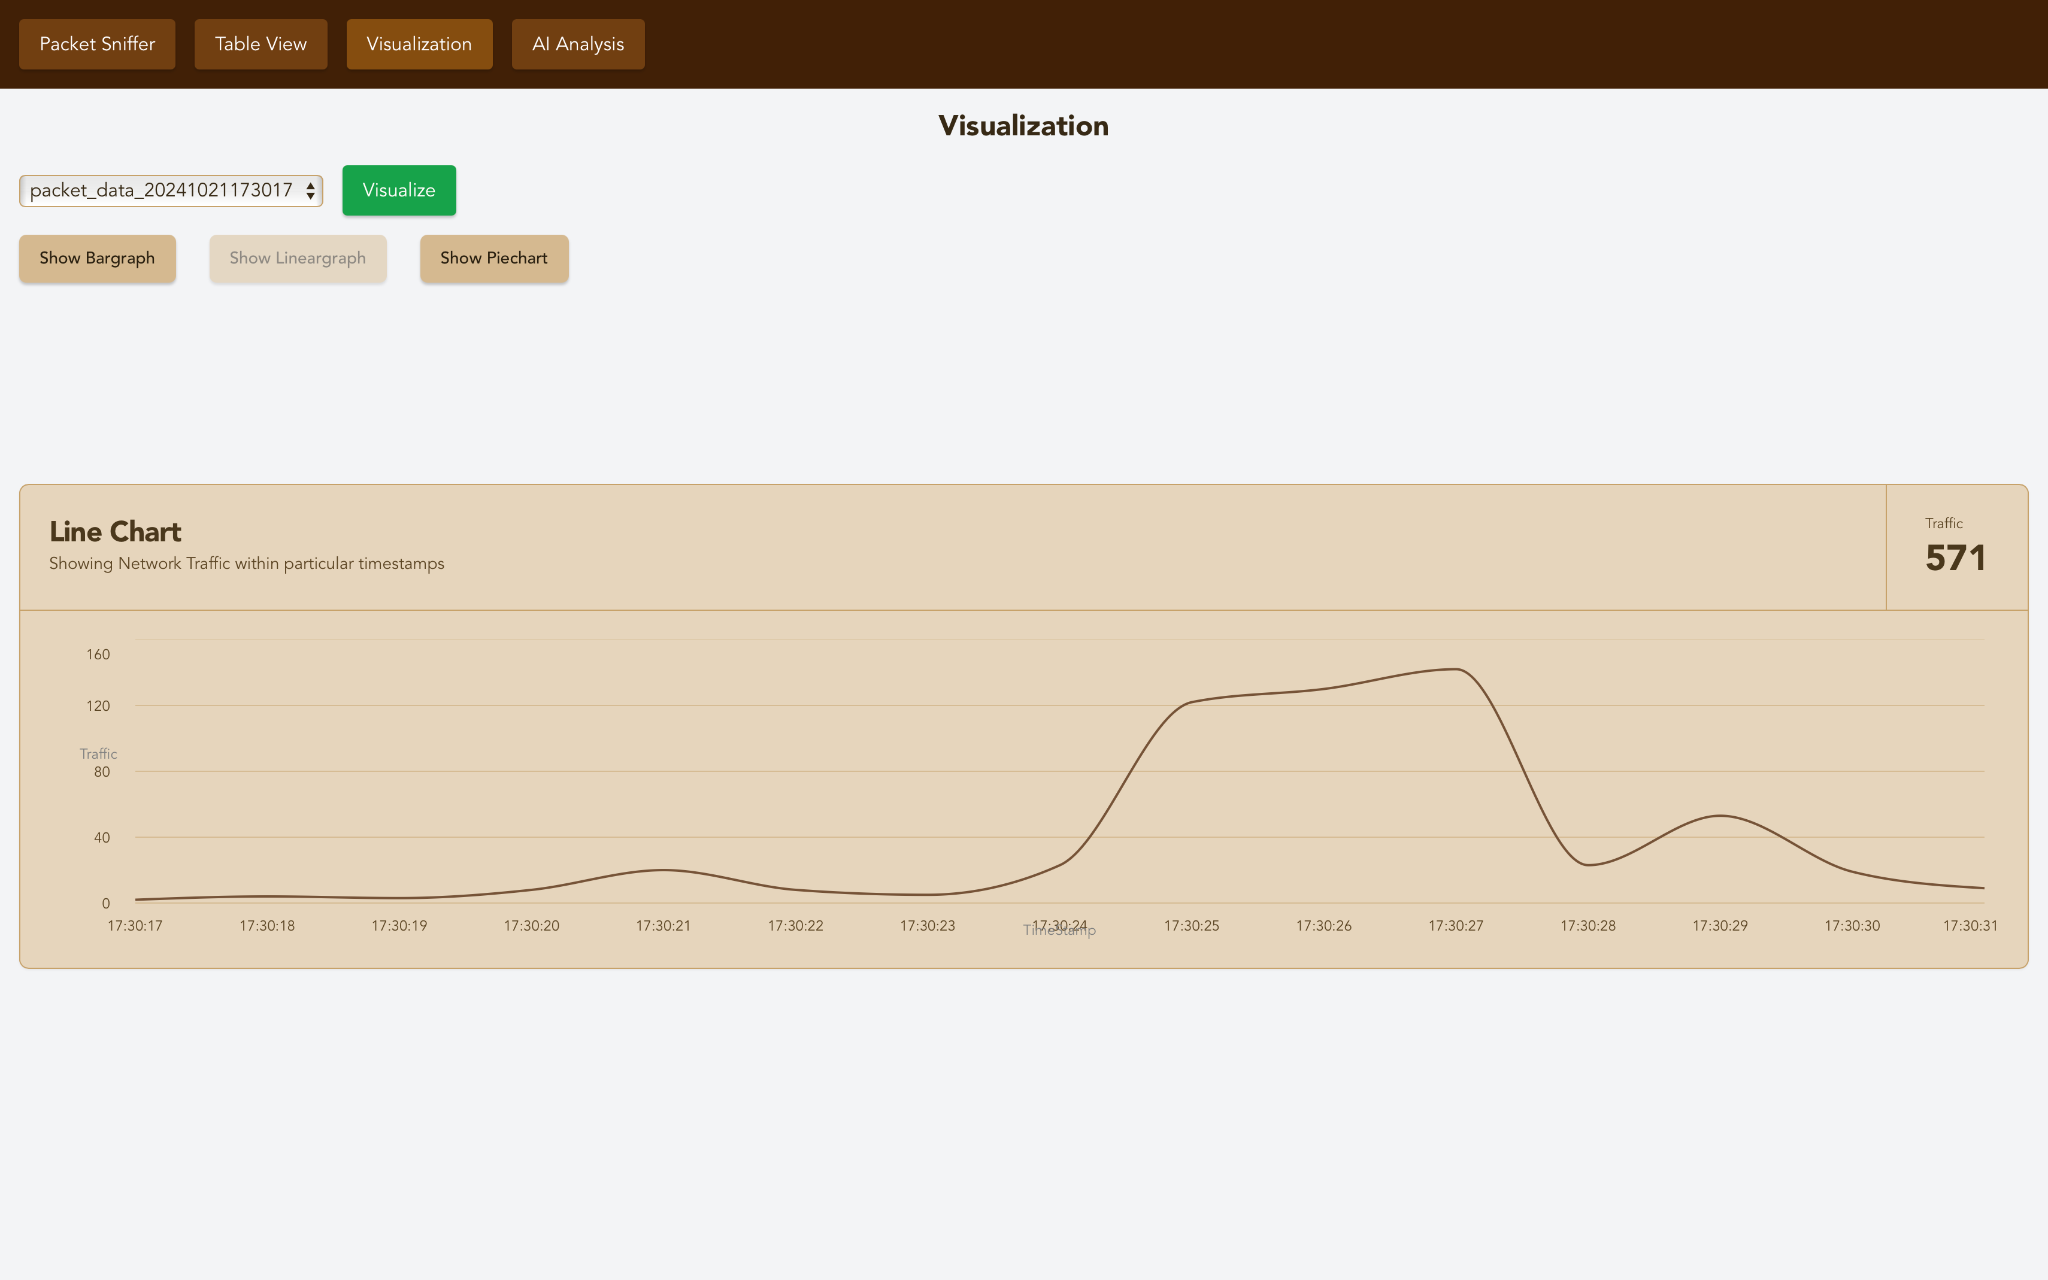 Packet Sniffer
Table View
Visualization
AI Analysis
Visualization
packet_data_20241021173017
Visualize
Show Bargraph
Show Lineargraph
Show Piechart
Line Chart
Showing Network Traffic within particular timestamps
Traffic
571
160
120
Traffic
80
40
0
17:30:17 17:30:18 17:30:19 17:30:20 17:30:21 17:30:22 17:30:23 17:30:24 17:30:25 17:30:26 17:30:27 17:30:28 17:30:29 17:30:30 17:30:31
TimeStamp